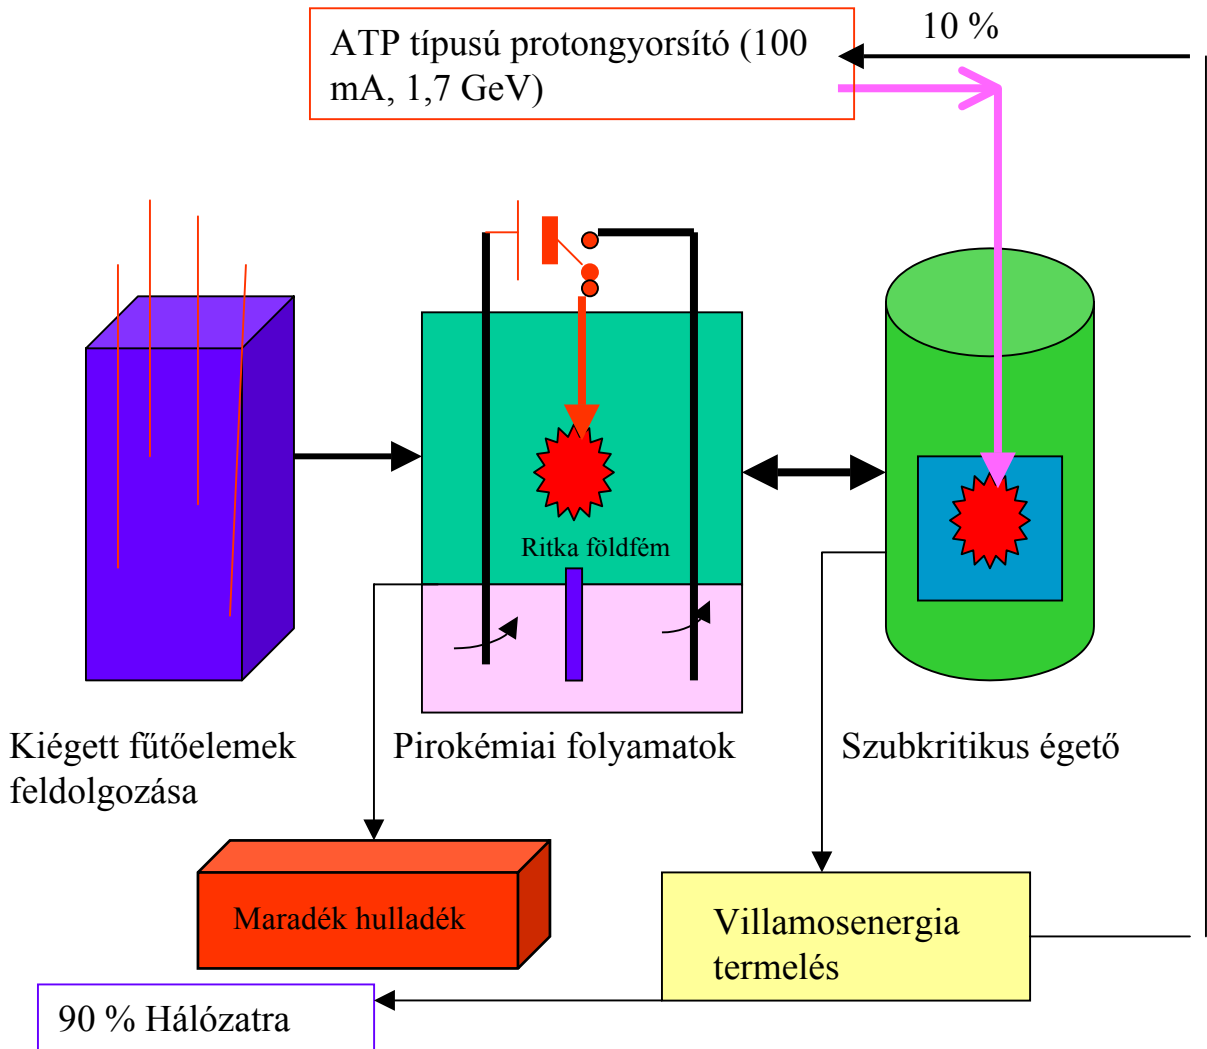 10 %
ATP típusú protongyorsító (100
mA, 1,7 GeV)
Ritka földfém
Kiégett fűtőelemek
feldolgozása
Pirokémiai folyamatok
Szubkritikus égető
Maradék hulladék
Villamosenergia
termelés
90 % Hálózatra